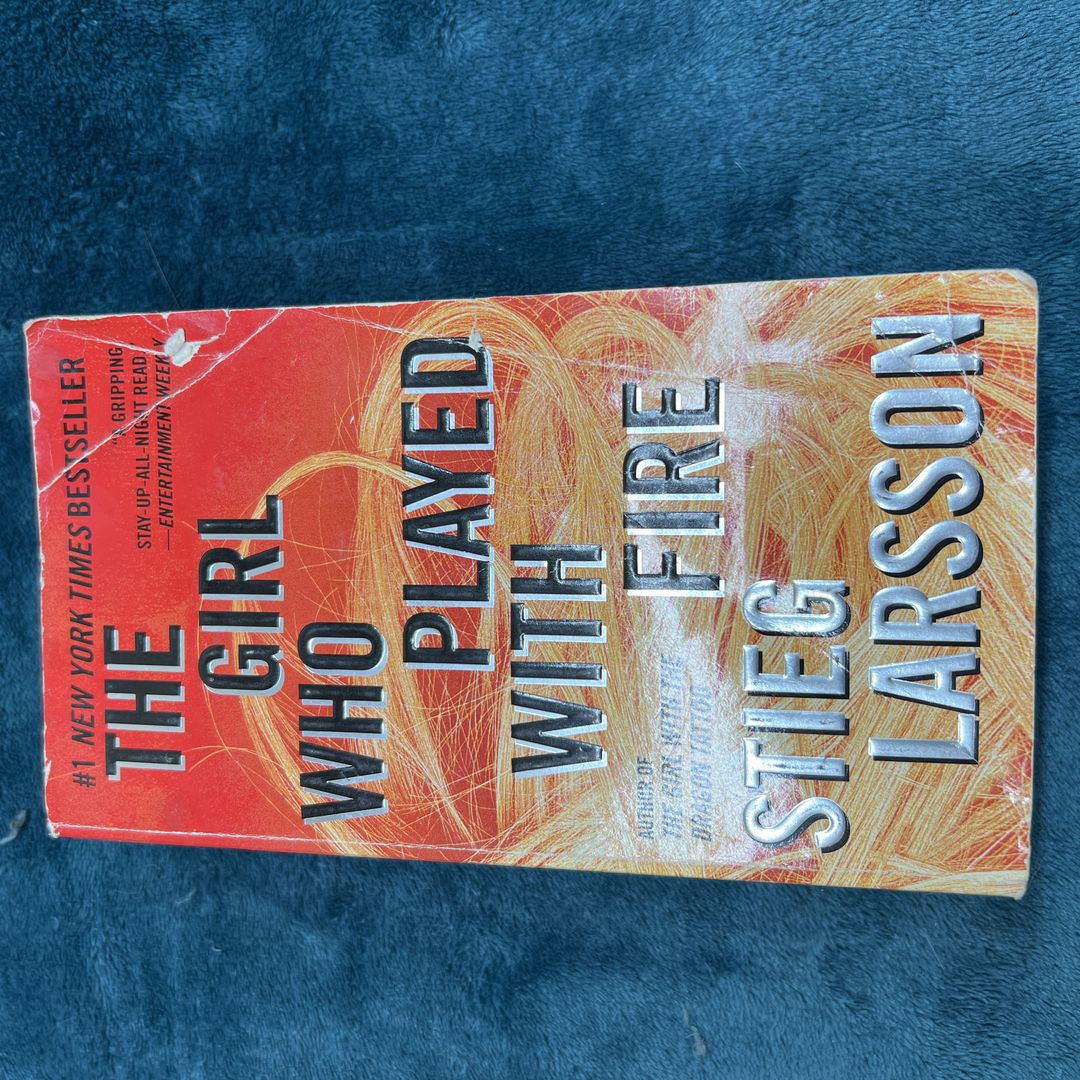 #1 NEW YORK TIMES BESTSELLER
"A GRIPPING,
STAY-UP-ALL-NIGHT READ."
—ENTERTAINMENT WEEKLY
THE
GIRL
WHO
PLAYED
WITH
FIRE
AUTHOR OF
THE GIRL WITH THE
DRAGON TATTOO
STIEG
LARSSON